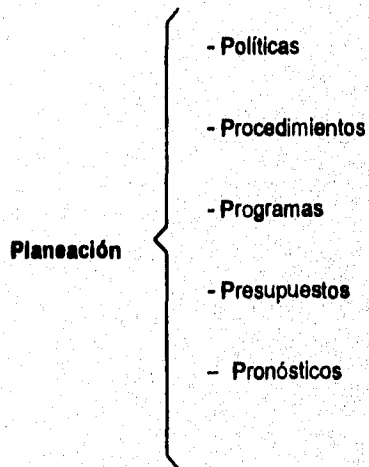 - Políticas
- Procedimientos
- Programas
Planeación
- Presupuestos
- Pronósticos